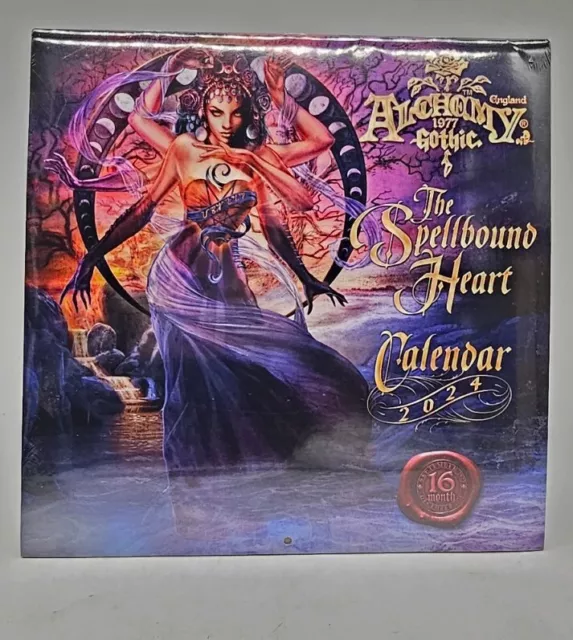 England
ALCHEMY
1977
Gothic
The
Spellbound
Heart
Calendar
2024
16
month